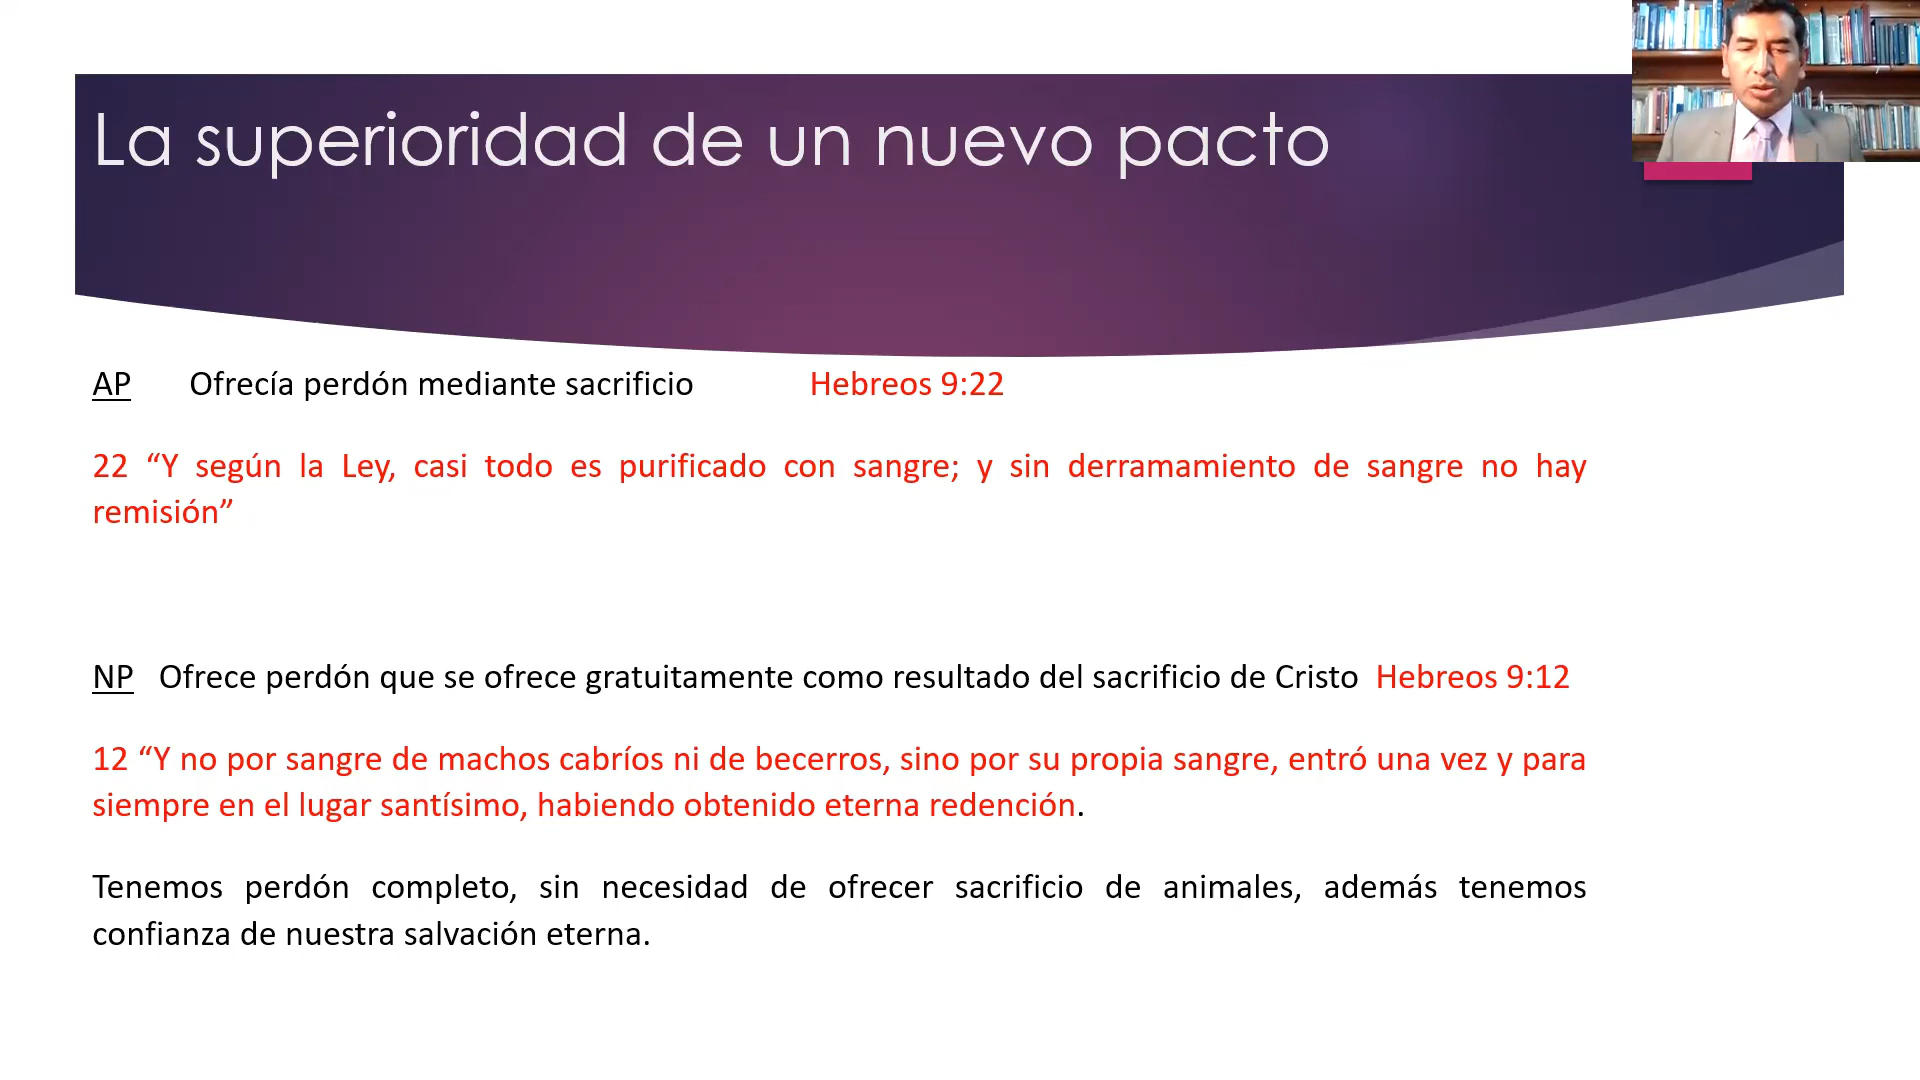 La superioridad de un nuevo pacto
AP Ofrecía perdón mediante sacrificio Hebreos 9:22
22 “Y según la Ley, casi todo es purificado con sangre; y sin derramamiento de sangre no hay
remisión”
NP Ofrece perdón que se ofrece gratuitamente como resultado del sacrificio de Cristo Hebreos 9:12
12 “Y no por sangre de machos cabríos ni de becerros, sino por su propia sangre, entró una vez y para
siempre en el lugar santísimo, habiendo obtenido eterna redención.
Tenemos perdón completo, sin necesidad de ofrecer sacrificio de animales, además tenemos
confianza de nuestra salvación eterna.